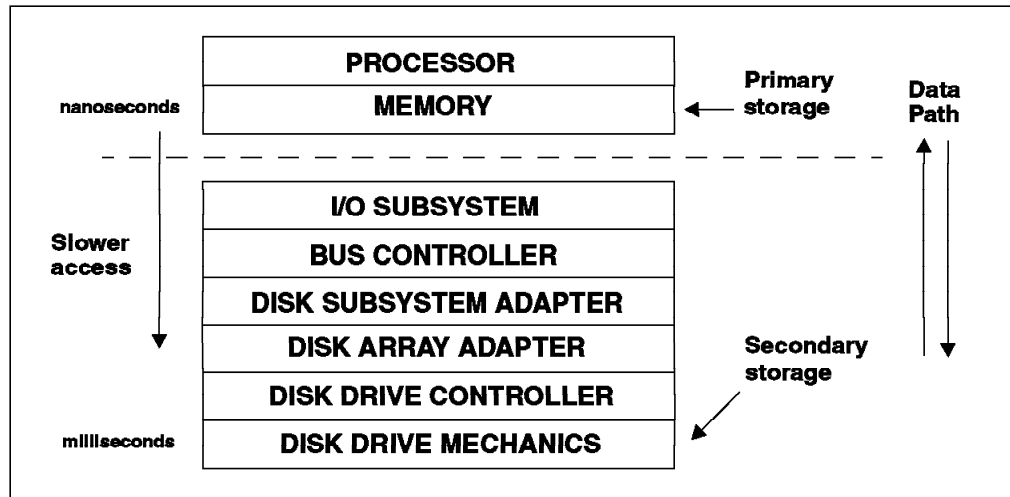 PROCESSOR
MEMORY
nanoseconds
Primary
storage
Data
Path
I/O SUBSYSTEM
BUS CONTROLLER
DISK SUBSYSTEM ADAPTER
DISK ARRAY ADAPTER
DISK DRIVE CONTROLLER
DISK DRIVE MECHANICS
Slower
access
Secondary
storage
milliseconds